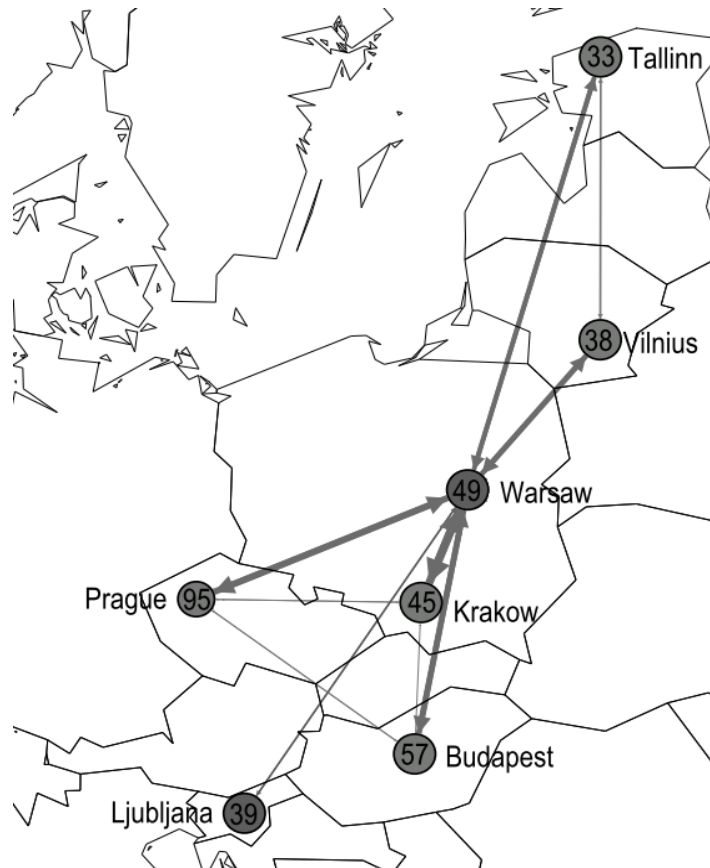 33 Tallinn
38 Vilnius
49 Warsaw
Prague 95
45 Krakow
57 Budapest
Ljubljana 39